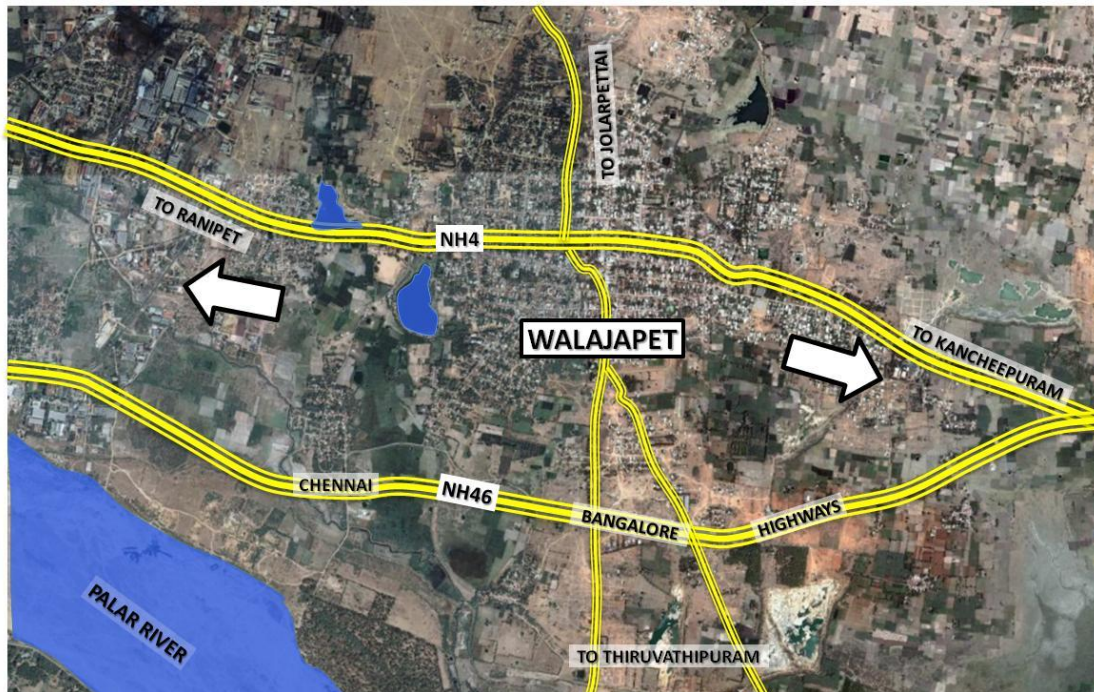 TO JOLARPETTAI
TO RANIPET
NH4
WALAJAPET
TO KANCHEEPURAM
CHENNAI
NH46
BANGALORE
HIGHWAYS
PALAR RIVER
TO THIRUVATHIPURAM